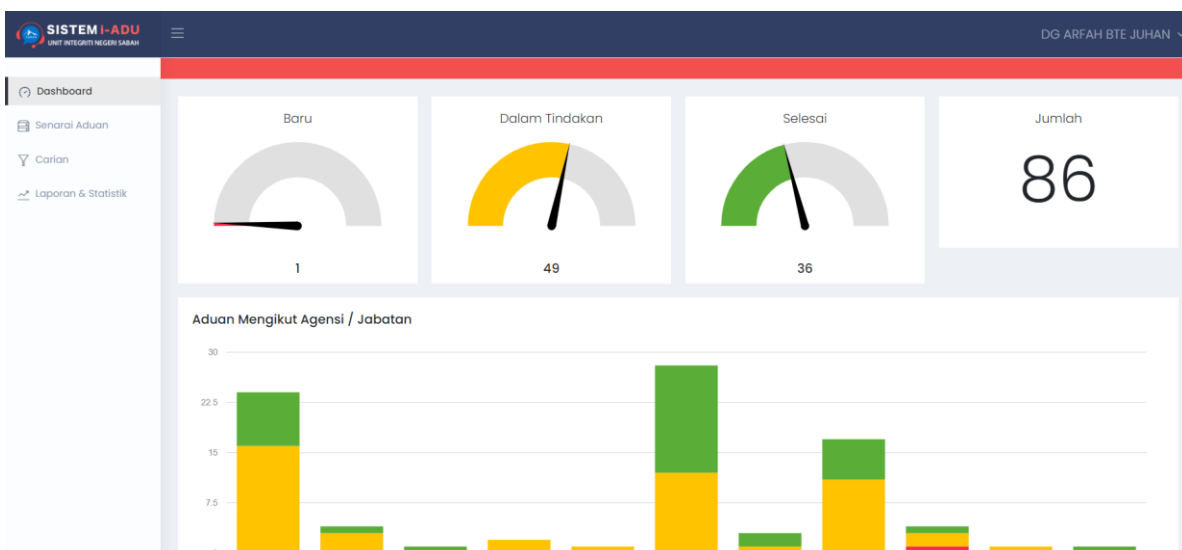 SISTEM i-ADU
UNIT INTEGRITI NEGERI SABAH
DG ARFAH BTE JUHAN
Dashboard
Senarai Aduan
Carian
Laporan & Statistik
Baru
1
Dalam Tindakan
49
Selesai
36
Jumlah
86
Aduan Mengikut Agensi / Jabatan
30
22.5
15
7.5